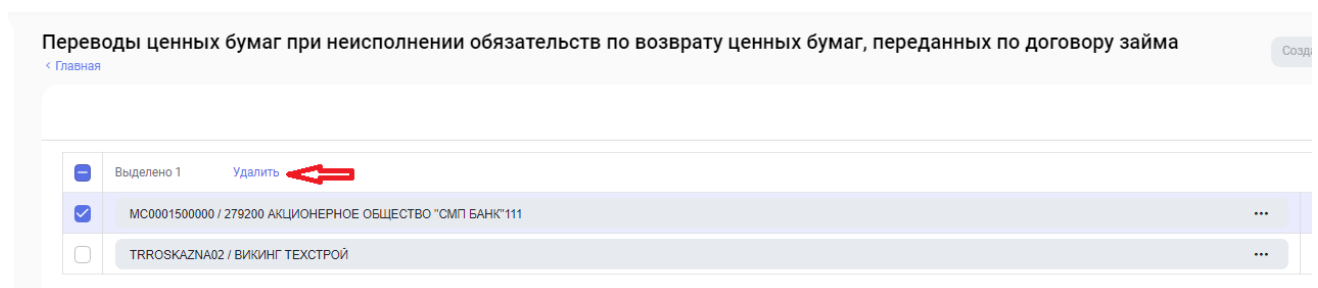 Переводы ценных бумаг при неисполнении обязательств по возврату ценных бумаг, переданных по договору займа
< Главная
Выделено 1 Удалить
MC0001500000 / 279200 АКЦИОНЕРНОЕ ОБЩЕСТВО "СМП БАНК"111
TRROSKAZNA02 / ВИКИНГ ТЕХСТРОЙ